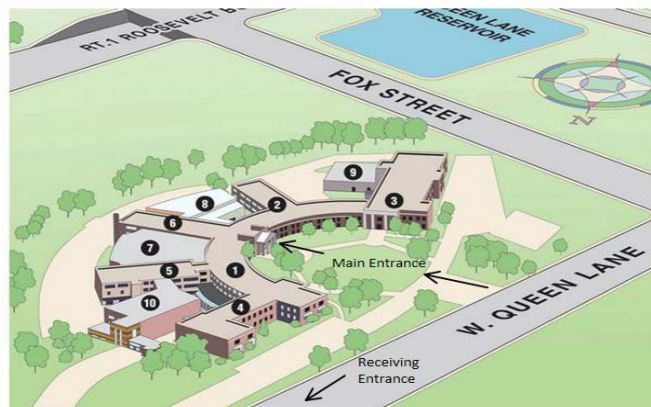 RT.1 ROOSEVELT B
QUEEN LANE
RESERVOIR
FOX STREET
N
9
3
8
2
6
7
Main Entrance
5
1
10
4
W. QUEEN LANE
Receiving
Entrance